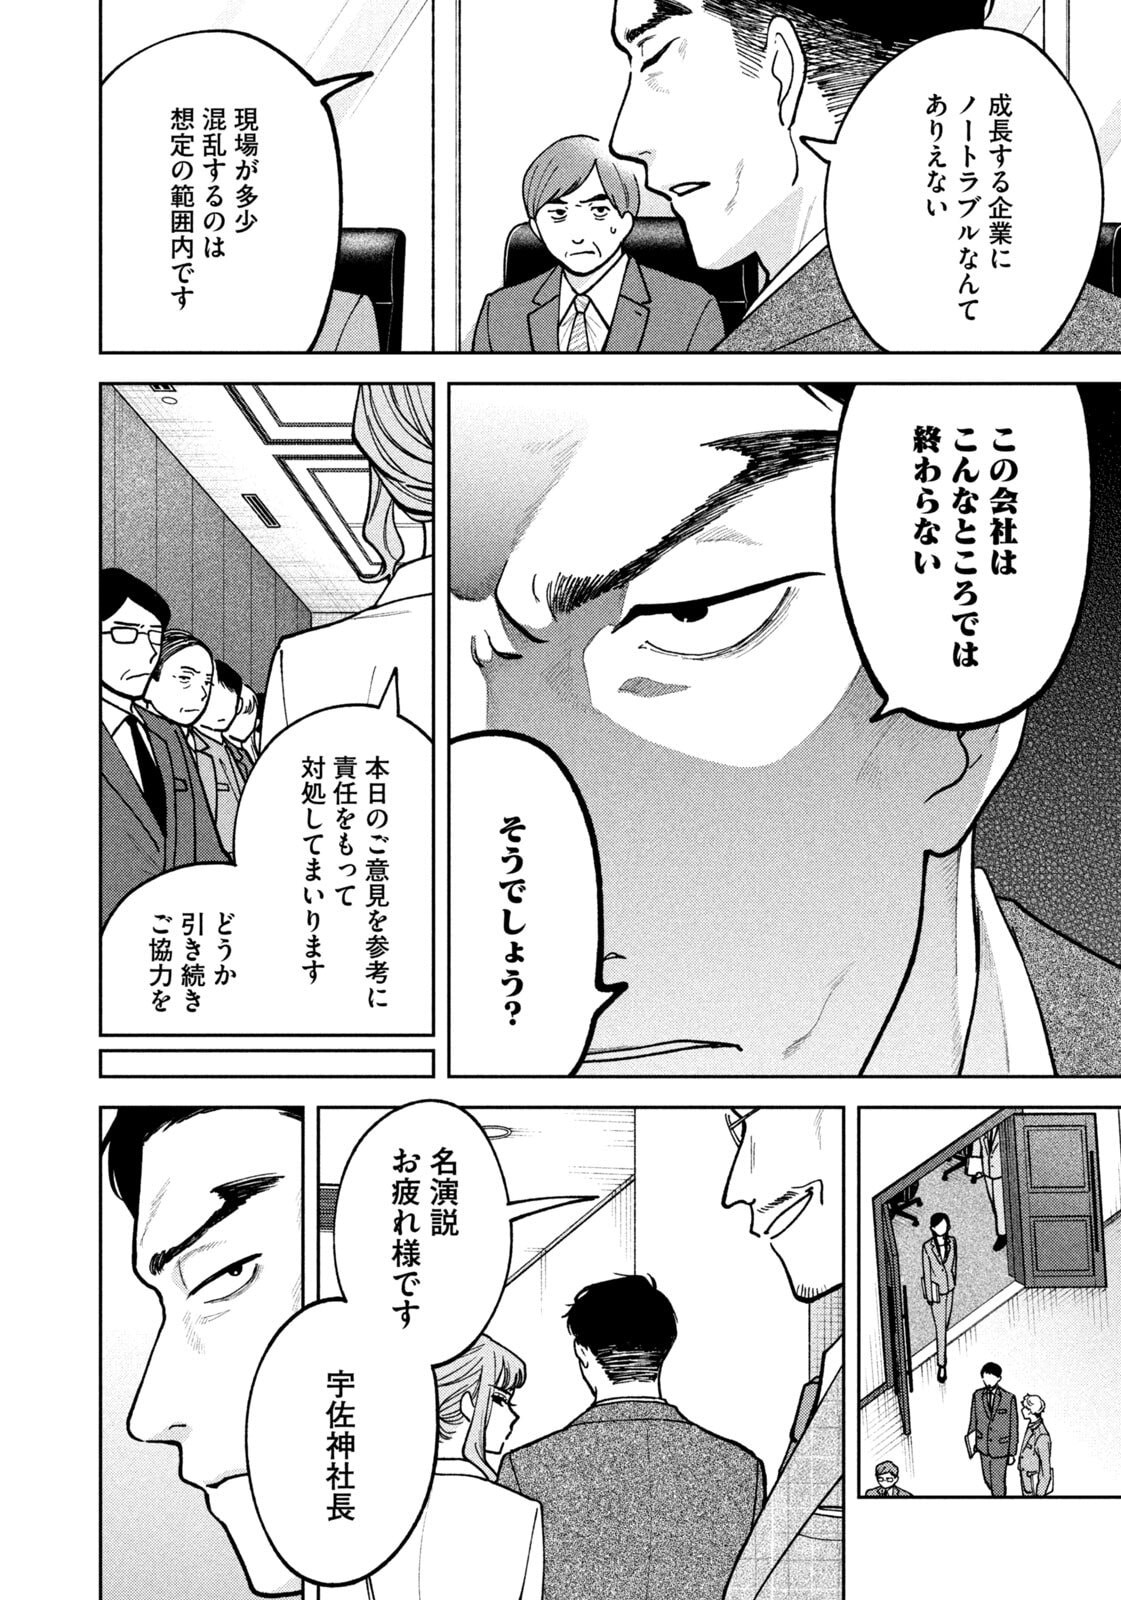 成長する企業に
ノートラブルなんて
ありえない
現場が多少
混乱するのは
想定の範囲内です
この会社は
こんなところでは
終わらない
そうでしょう？
本日のご意見を参考に
責任をもって
対処してまいります
どうか
引き続き
ご協力を
名演説
お疲れ様です
宇佐神社長